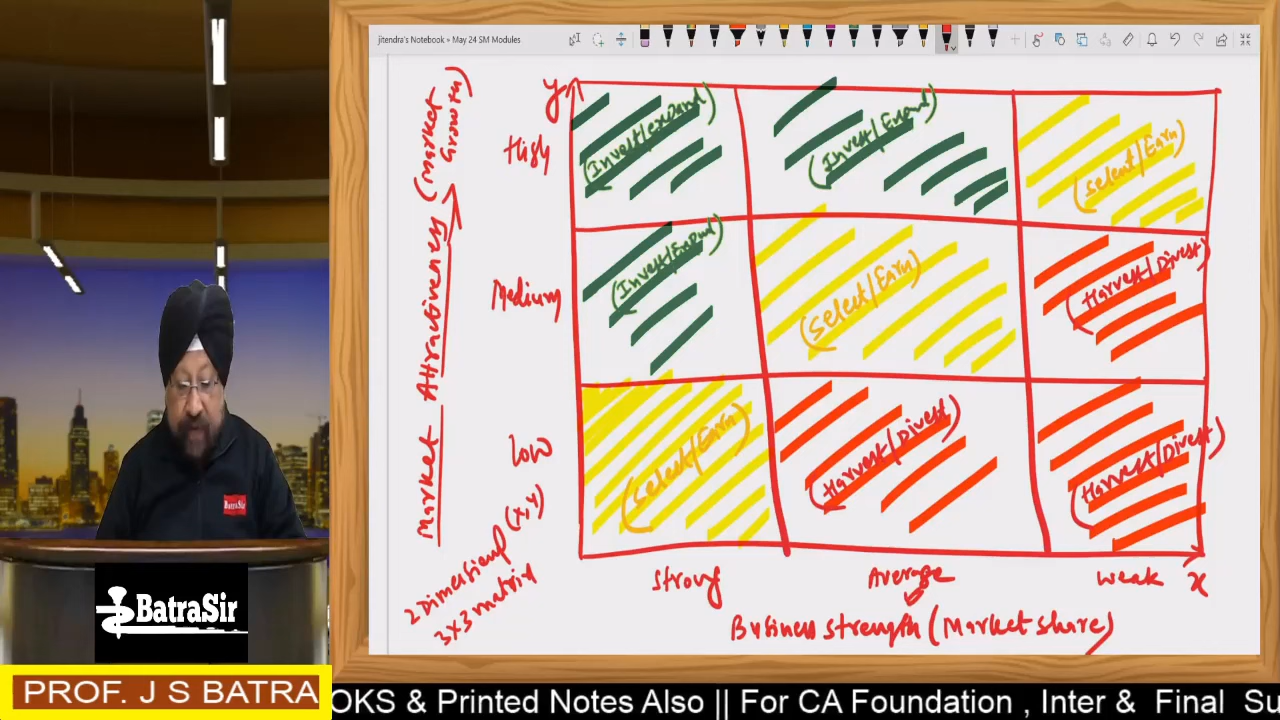 jitendra's Notebook » May 24 SM Modules
Market Attractiveness (Market Growth)
y
High
Medium
Low
(Invest/expand)
(Invest/Expand)
(Select/Earn)
(Invest/Expand)
(Select/Earn)
(Harvest/Divest)
(Select/Earn)
(Harvest/Divest)
(Harvest/Divest)
Strong
Average
Weak
x
Business strength (Market share)
2 Dimensional (x,y)
3x3 matrix
BatraSir
BatraSir
PROF. J S BATRA
OKS & Printed Notes Also || For CA Foundation , Inter & Final Su